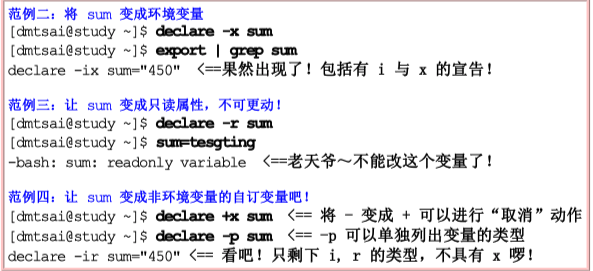 范例二：将 sum 变成环境变量
[dmtsai@study ~]$ declare -x sum
[dmtsai@study ~]$ export | grep sum
declare -ix sum="450" <==果然出现了！包括有 i 与 x 的宣告！
范例三：让 sum 变成只读属性，不可更动！
[dmtsai@study ~]$ declare -r sum
[dmtsai@study ~]$ sum=tesgting
-bash: sum: readonly variable <==老天爷～不能改这个变量了！
范例四：让 sum 变成非环境变量的自订变量吧！
[dmtsai@study ~]$ declare +x sum <== 将 - 变成 + 可以进行“取消”动作
[dmtsai@study ~]$ declare -p sum <== -p 可以单独列出变量的类型
declare -ir sum="450" <== 看吧！只剩下 i, r 的类型，不具有 x 啰！